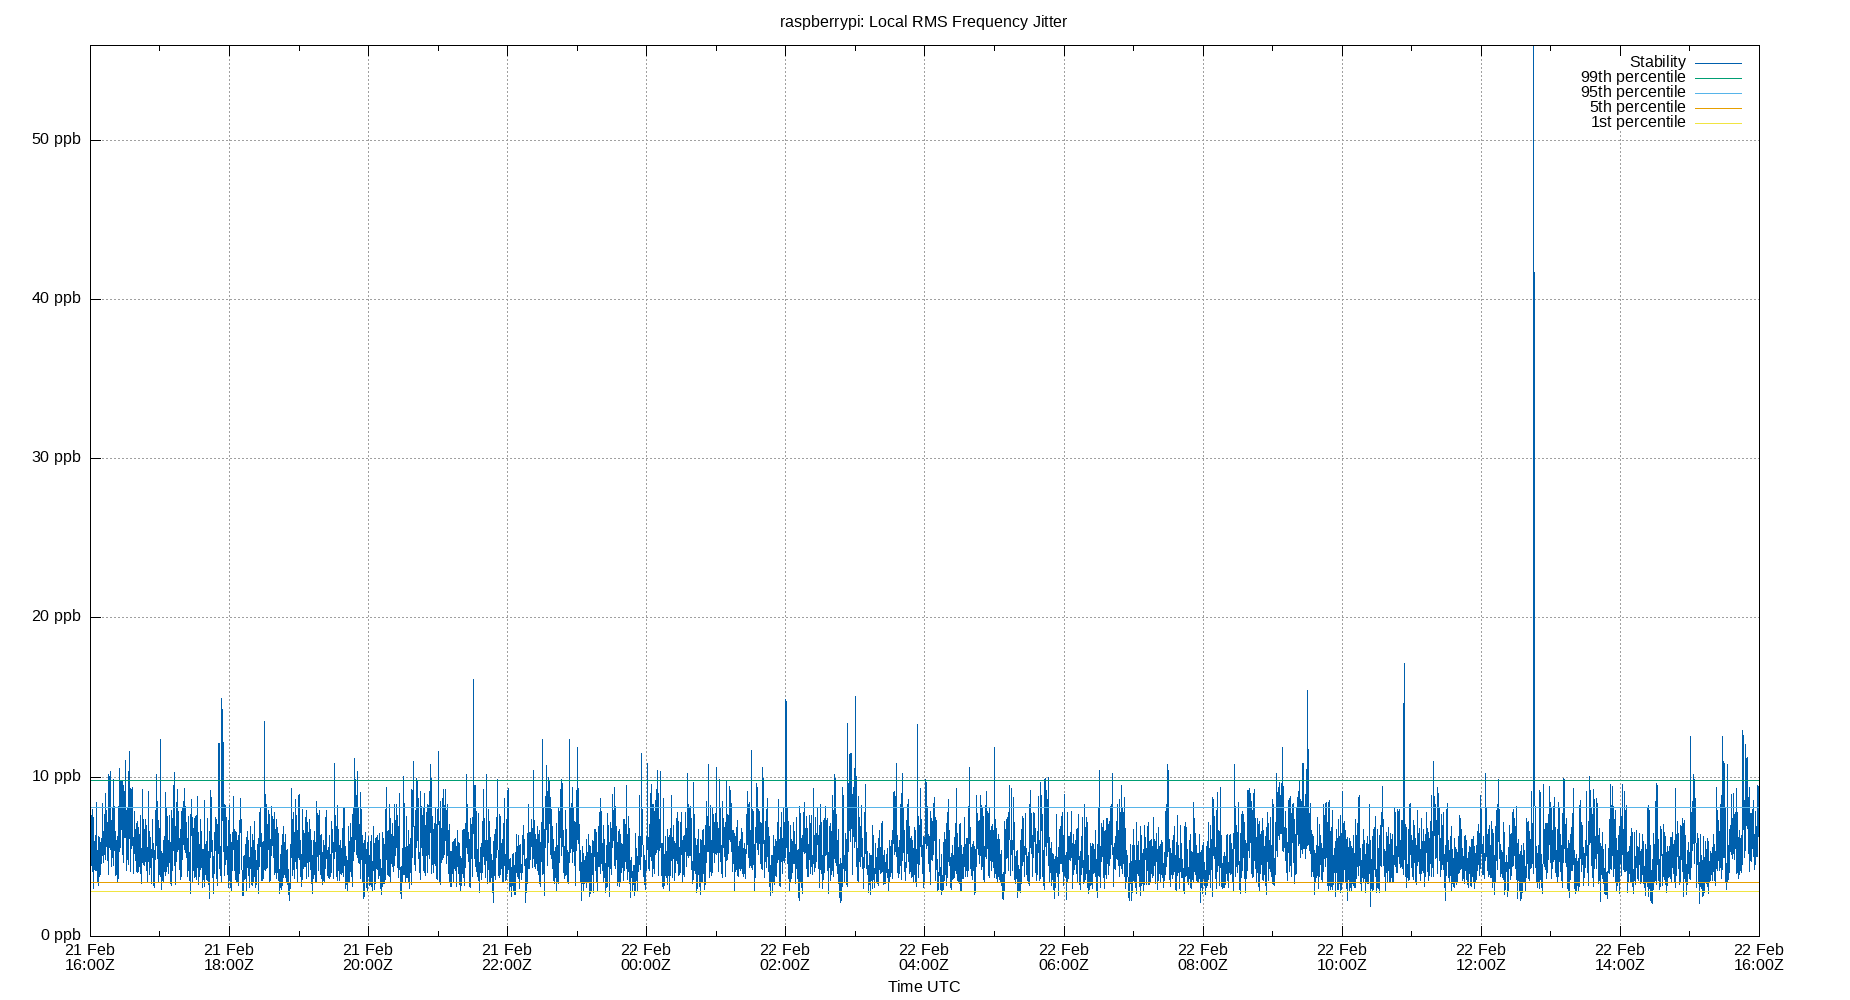 raspberrypi: Local RMS Frequency Jitter
Stability
99th percentile
95th percentile
5th percentile
1st percentile
50 ppb
40 ppb
30 ppb
20 ppb
10 ppb
0 ppb
21 Feb 21 Feb 21 Feb 21 Feb 22 Feb 22 Feb 22 Feb 22 Feb 22 Feb 22 Feb 22 Feb 22 Feb 22 Feb
16:00Z 18:00Z 20:00Z 22:00Z 00:00Z 02:00Z 04:00Z 06:00Z 08:00Z 10:00Z 12:00Z 14:00Z 16:00Z
Time UTC